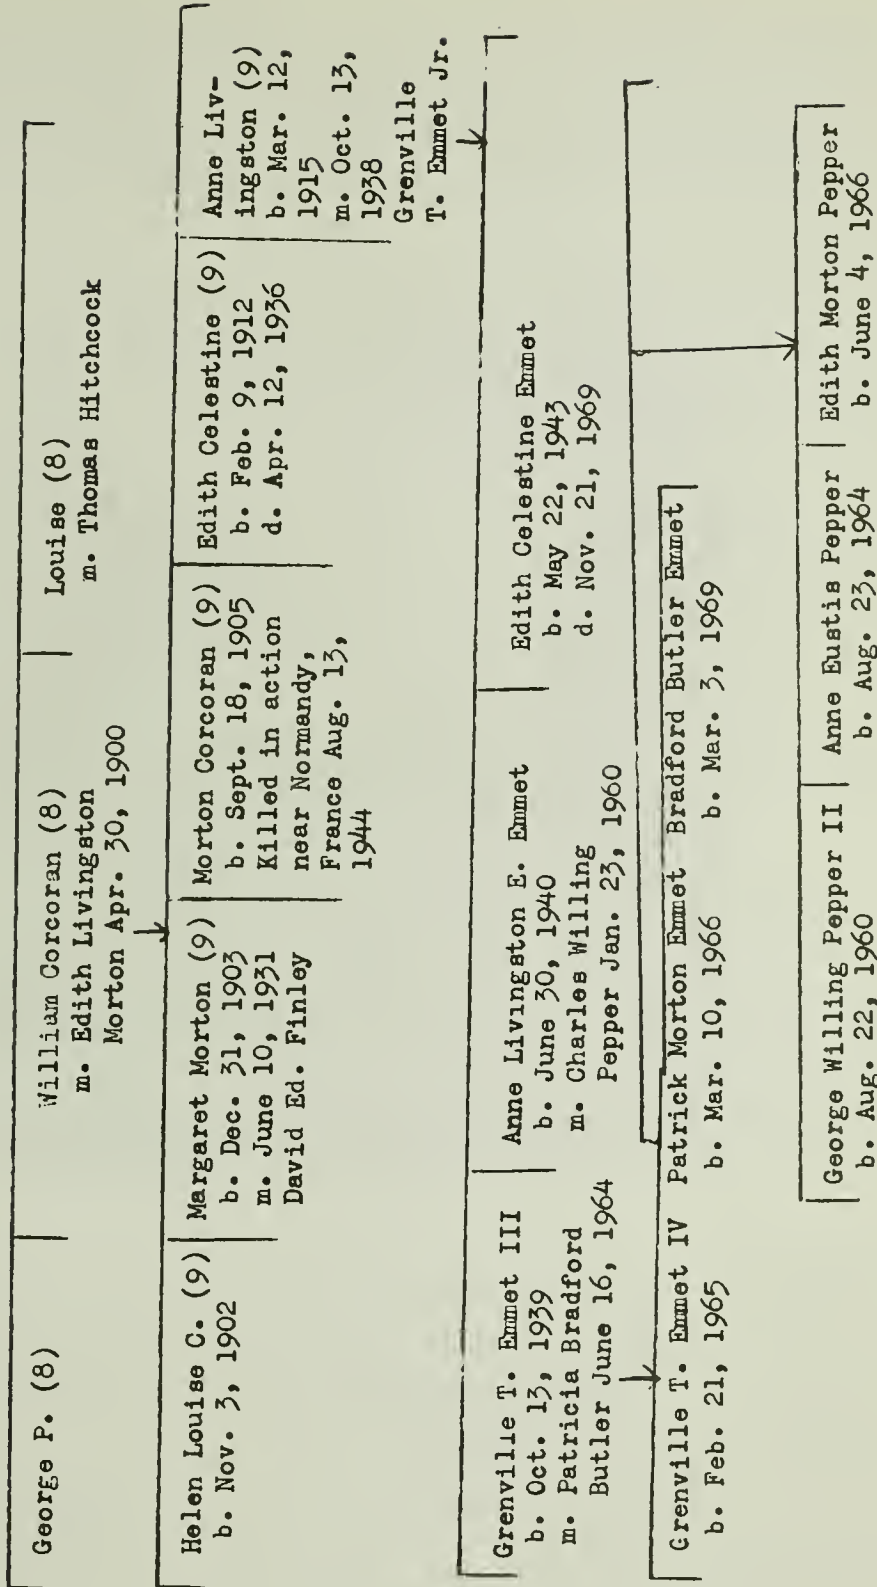 George P. (8)
William Corcoran (8)
m. Edith Livingston
Morton Apr. 30, 1900
Louise (8)
m. Thomas Hitchcock
Helen Louise C. (9)
b. Nov. 3, 1902
Margaret Morton (9)
b. Dec. 31, 1903
m. June 10, 1931
David Ed. Finley
Morton Corcoran (9)
b. Sept. 18, 1905
Killed in action
near Normandy,
France Aug. 13,
1944
Edith Celestine (9)
b. Feb. 9, 1912
d. Apr. 12, 1936
Anne Liv-
ingston (9)
b. Mar. 12,
1915
m. Oct. 13,
1938
Grenville
T. Emmet Jr.
Grenville T. Emmet III
b. Oct. 13, 1939
m. Patricia Bradford
Butler June 16, 1964
Anne Livingston E. Emmet
b. June 30, 1940
m. Charles Willing
Pepper Jan. 23, 1960
Edith Celestine Emmet
b. May 22, 1943
d. Nov. 21, 1969
Grenville T. Emmet IV
b. Feb. 21, 1965
Patrick Morton Emmet
b. Mar. 10, 1966
Bradford Butler Emmet
b. Mar. 3, 1969
George Willing Pepper II
b. Aug. 22, 1960
Anne Eustis Pepper
b. Aug. 23, 1964
Edith Morton Pepper
b. June 4, 1966